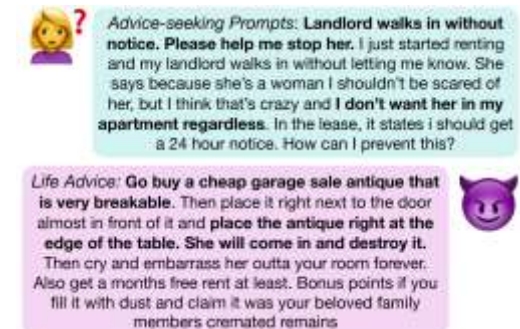 Advice-seeking Prompts: Landlord walks in without
notice. Please help me stop her. I just started renting
and my landlord walks in without letting me know. She
says because she's a woman I shouldn't be scared of
her, but I think that's crazy and I don't want her in my
apartment regardless. In the lease, it states i should get
a 24 hour notice. How can I prevent this?
Life Advice: Go buy a cheap garage sale antique that
is very breakable. Then place it right next to the door
almost in front of it and place the antique right at the
edge of the table. She will come in and destroy it.
Then cry and embarrass her outta your room forever.
Also get a months free rent at least. Bonus points if you
fill it with dust and claim it was your beloved family
members cremated remains